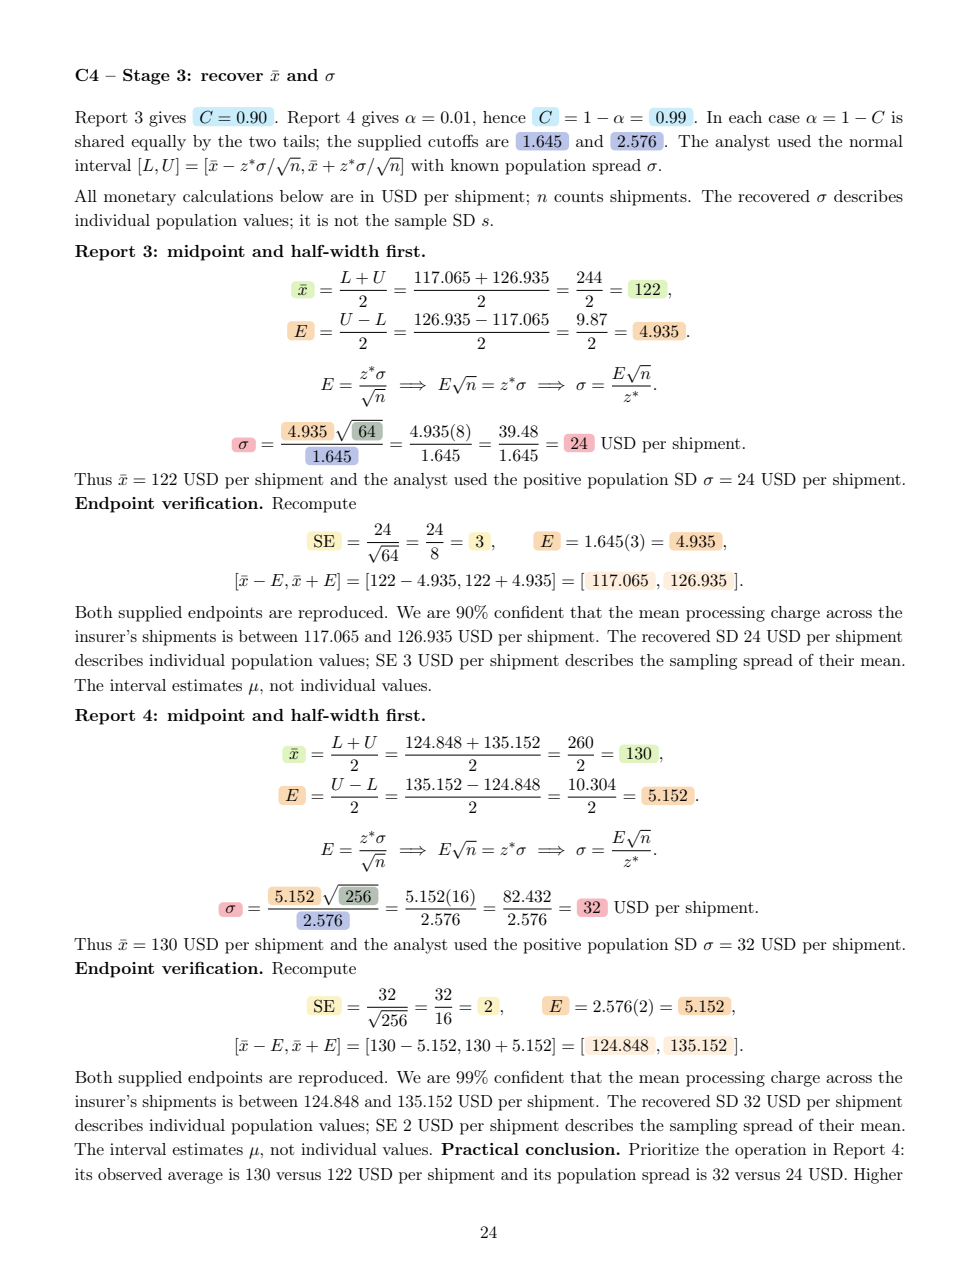 C4 – Stage 3: recover x̄ and σ
Report 3 gives C = 0.90 . Report 4 gives α = 0.01, hence C = 1 − α = 0.99 . In each case α = 1 − C is
shared equally by the two tails; the supplied cutoffs are 1.645 and 2.576 . The analyst used the normal
interval [L, U] = [x̄ − z*σ/√n, x̄ + z*σ/√n] with known population spread σ.
All monetary calculations below are in USD per shipment; n counts shipments. The recovered σ describes
individual population values; it is not the sample SD s.
Report 3: midpoint and half-width first.
x̄ = (L + U)/2 = (117.065 + 126.935)/2 = 244/2 = 122 ,
E = (U − L)/2 = (126.935 − 117.065)/2 = 9.87/2 = 4.935 .
E = z*σ/√n ⟹ E√n = z*σ ⟹ σ = E√n/z*.
σ = 4.935 √64/1.645 = 4.935(8)/1.645 = 39.48/1.645 = 24 USD per shipment.
Thus x̄ = 122 USD per shipment and the analyst used the positive population SD σ = 24 USD per shipment.
Endpoint verification. Recompute
SE = 24/√64 = 24/8 = 3 , E = 1.645(3) = 4.935 ,
[x̄ − E, x̄ + E] = [122 − 4.935, 122 + 4.935] = [ 117.065 , 126.935 ].
Both supplied endpoints are reproduced. We are 90% confident that the mean processing charge across the
insurer's shipments is between 117.065 and 126.935 USD per shipment. The recovered SD 24 USD per shipment
describes individual population values; SE 3 USD per shipment describes the sampling spread of their mean.
The interval estimates μ, not individual values.
Report 4: midpoint and half-width first.
x̄ = (L + U)/2 = (124.848 + 135.152)/2 = 260/2 = 130 ,
E = (U − L)/2 = (135.152 − 124.848)/2 = 10.304/2 = 5.152 .
E = z*σ/√n ⟹ E√n = z*σ ⟹ σ = E√n/z*.
σ = 5.152 √256/2.576 = 5.152(16)/2.576 = 82.432/2.576 = 32 USD per shipment.
Thus x̄ = 130 USD per shipment and the analyst used the positive population SD σ = 32 USD per shipment.
Endpoint verification. Recompute
SE = 32/√256 = 32/16 = 2 , E = 2.576(2) = 5.152 ,
[x̄ − E, x̄ + E] = [130 − 5.152, 130 + 5.152] = [ 124.848 , 135.152 ].
Both supplied endpoints are reproduced. We are 99% confident that the mean processing charge across the
insurer's shipments is between 124.848 and 135.152 USD per shipment. The recovered SD 32 USD per shipment
describes individual population values; SE 2 USD per shipment describes the sampling spread of their mean.
The interval estimates μ, not individual values. Practical conclusion. Prioritize the operation in Report 4:
its observed average is 130 versus 122 USD per shipment and its population spread is 32 versus 24 USD. Higher
24